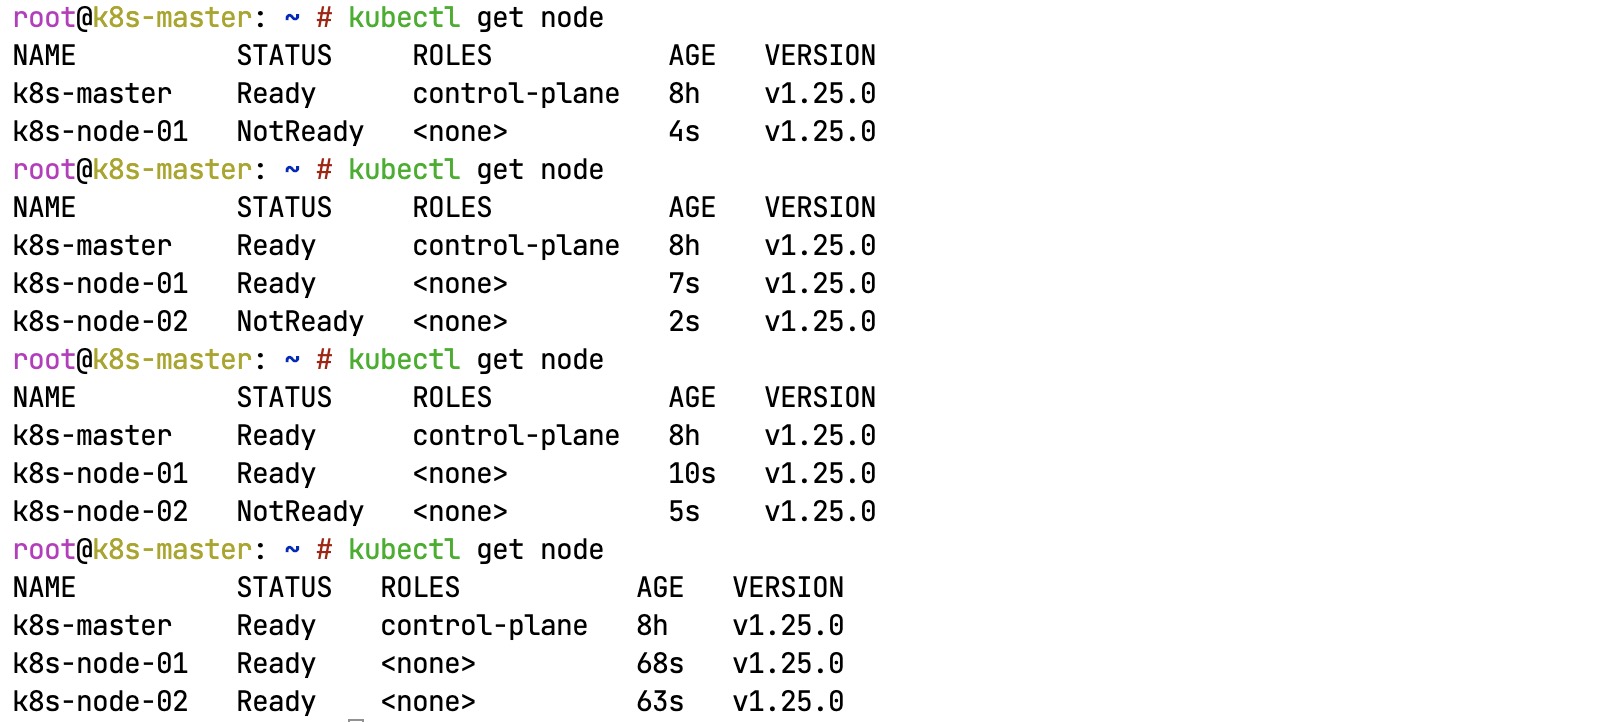 root@k8s-master: ~ # kubectl get node
NAME          STATUS     ROLES           AGE   VERSION
k8s-master    Ready      control-plane   8h    v1.25.0
k8s-node-01   NotReady   <none>          4s    v1.25.0
root@k8s-master: ~ # kubectl get node
NAME          STATUS     ROLES           AGE   VERSION
k8s-master    Ready      control-plane   8h    v1.25.0
k8s-node-01   Ready      <none>          7s    v1.25.0
k8s-node-02   NotReady   <none>          2s    v1.25.0
root@k8s-master: ~ # kubectl get node
NAME          STATUS     ROLES           AGE   VERSION
k8s-master    Ready      control-plane   8h    v1.25.0
k8s-node-01   Ready      <none>          10s   v1.25.0
k8s-node-02   NotReady   <none>          5s    v1.25.0
root@k8s-master: ~ # kubectl get node
NAME          STATUS   ROLES           AGE   VERSION
k8s-master    Ready    control-plane   8h    v1.25.0
k8s-node-01   Ready    <none>          68s   v1.25.0
k8s-node-02   Ready    <none>          63s   v1.25.0